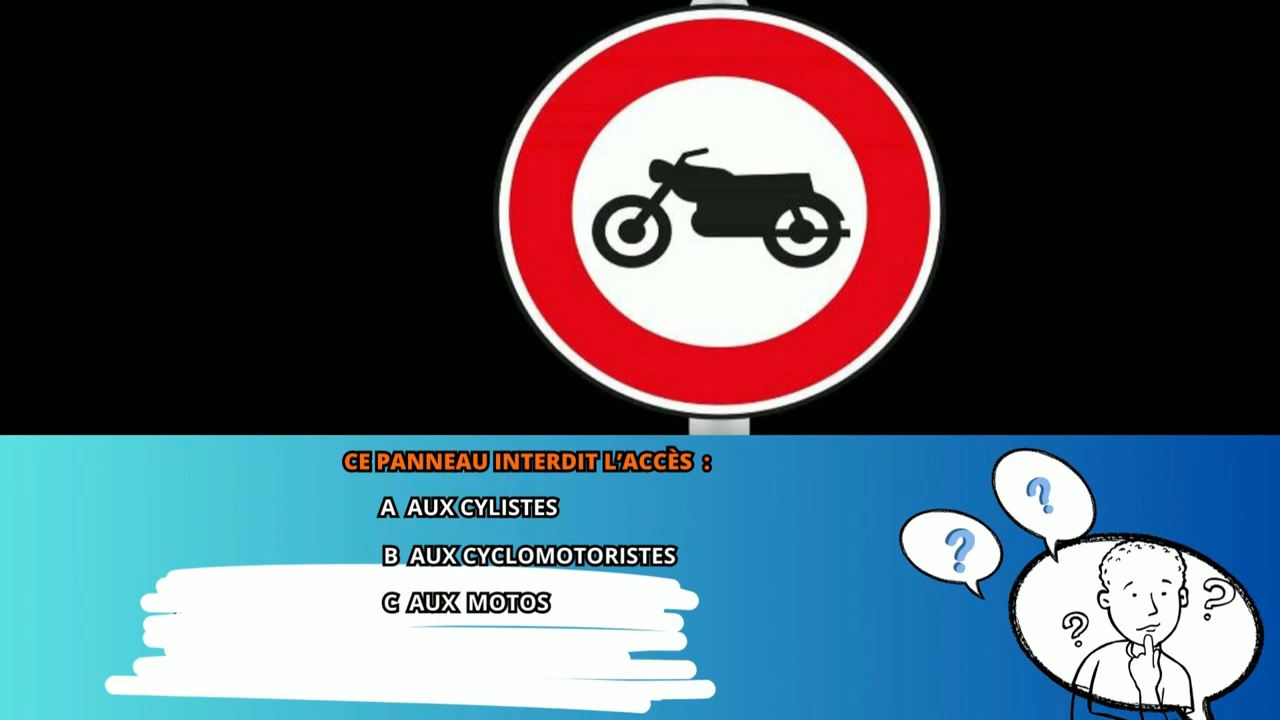 CE PANNEAU INTERDIT L'ACCÈS :
A AUX CYLISTES
B AUX CYCLOMOTORISTES
C AUX MOTOS
? ?
? ?